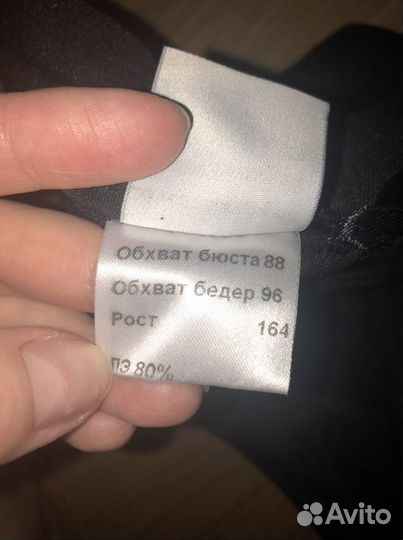 Обхват бюста 88
Обхват бедер 96
Рост 164
ПЭ 80%
Avito